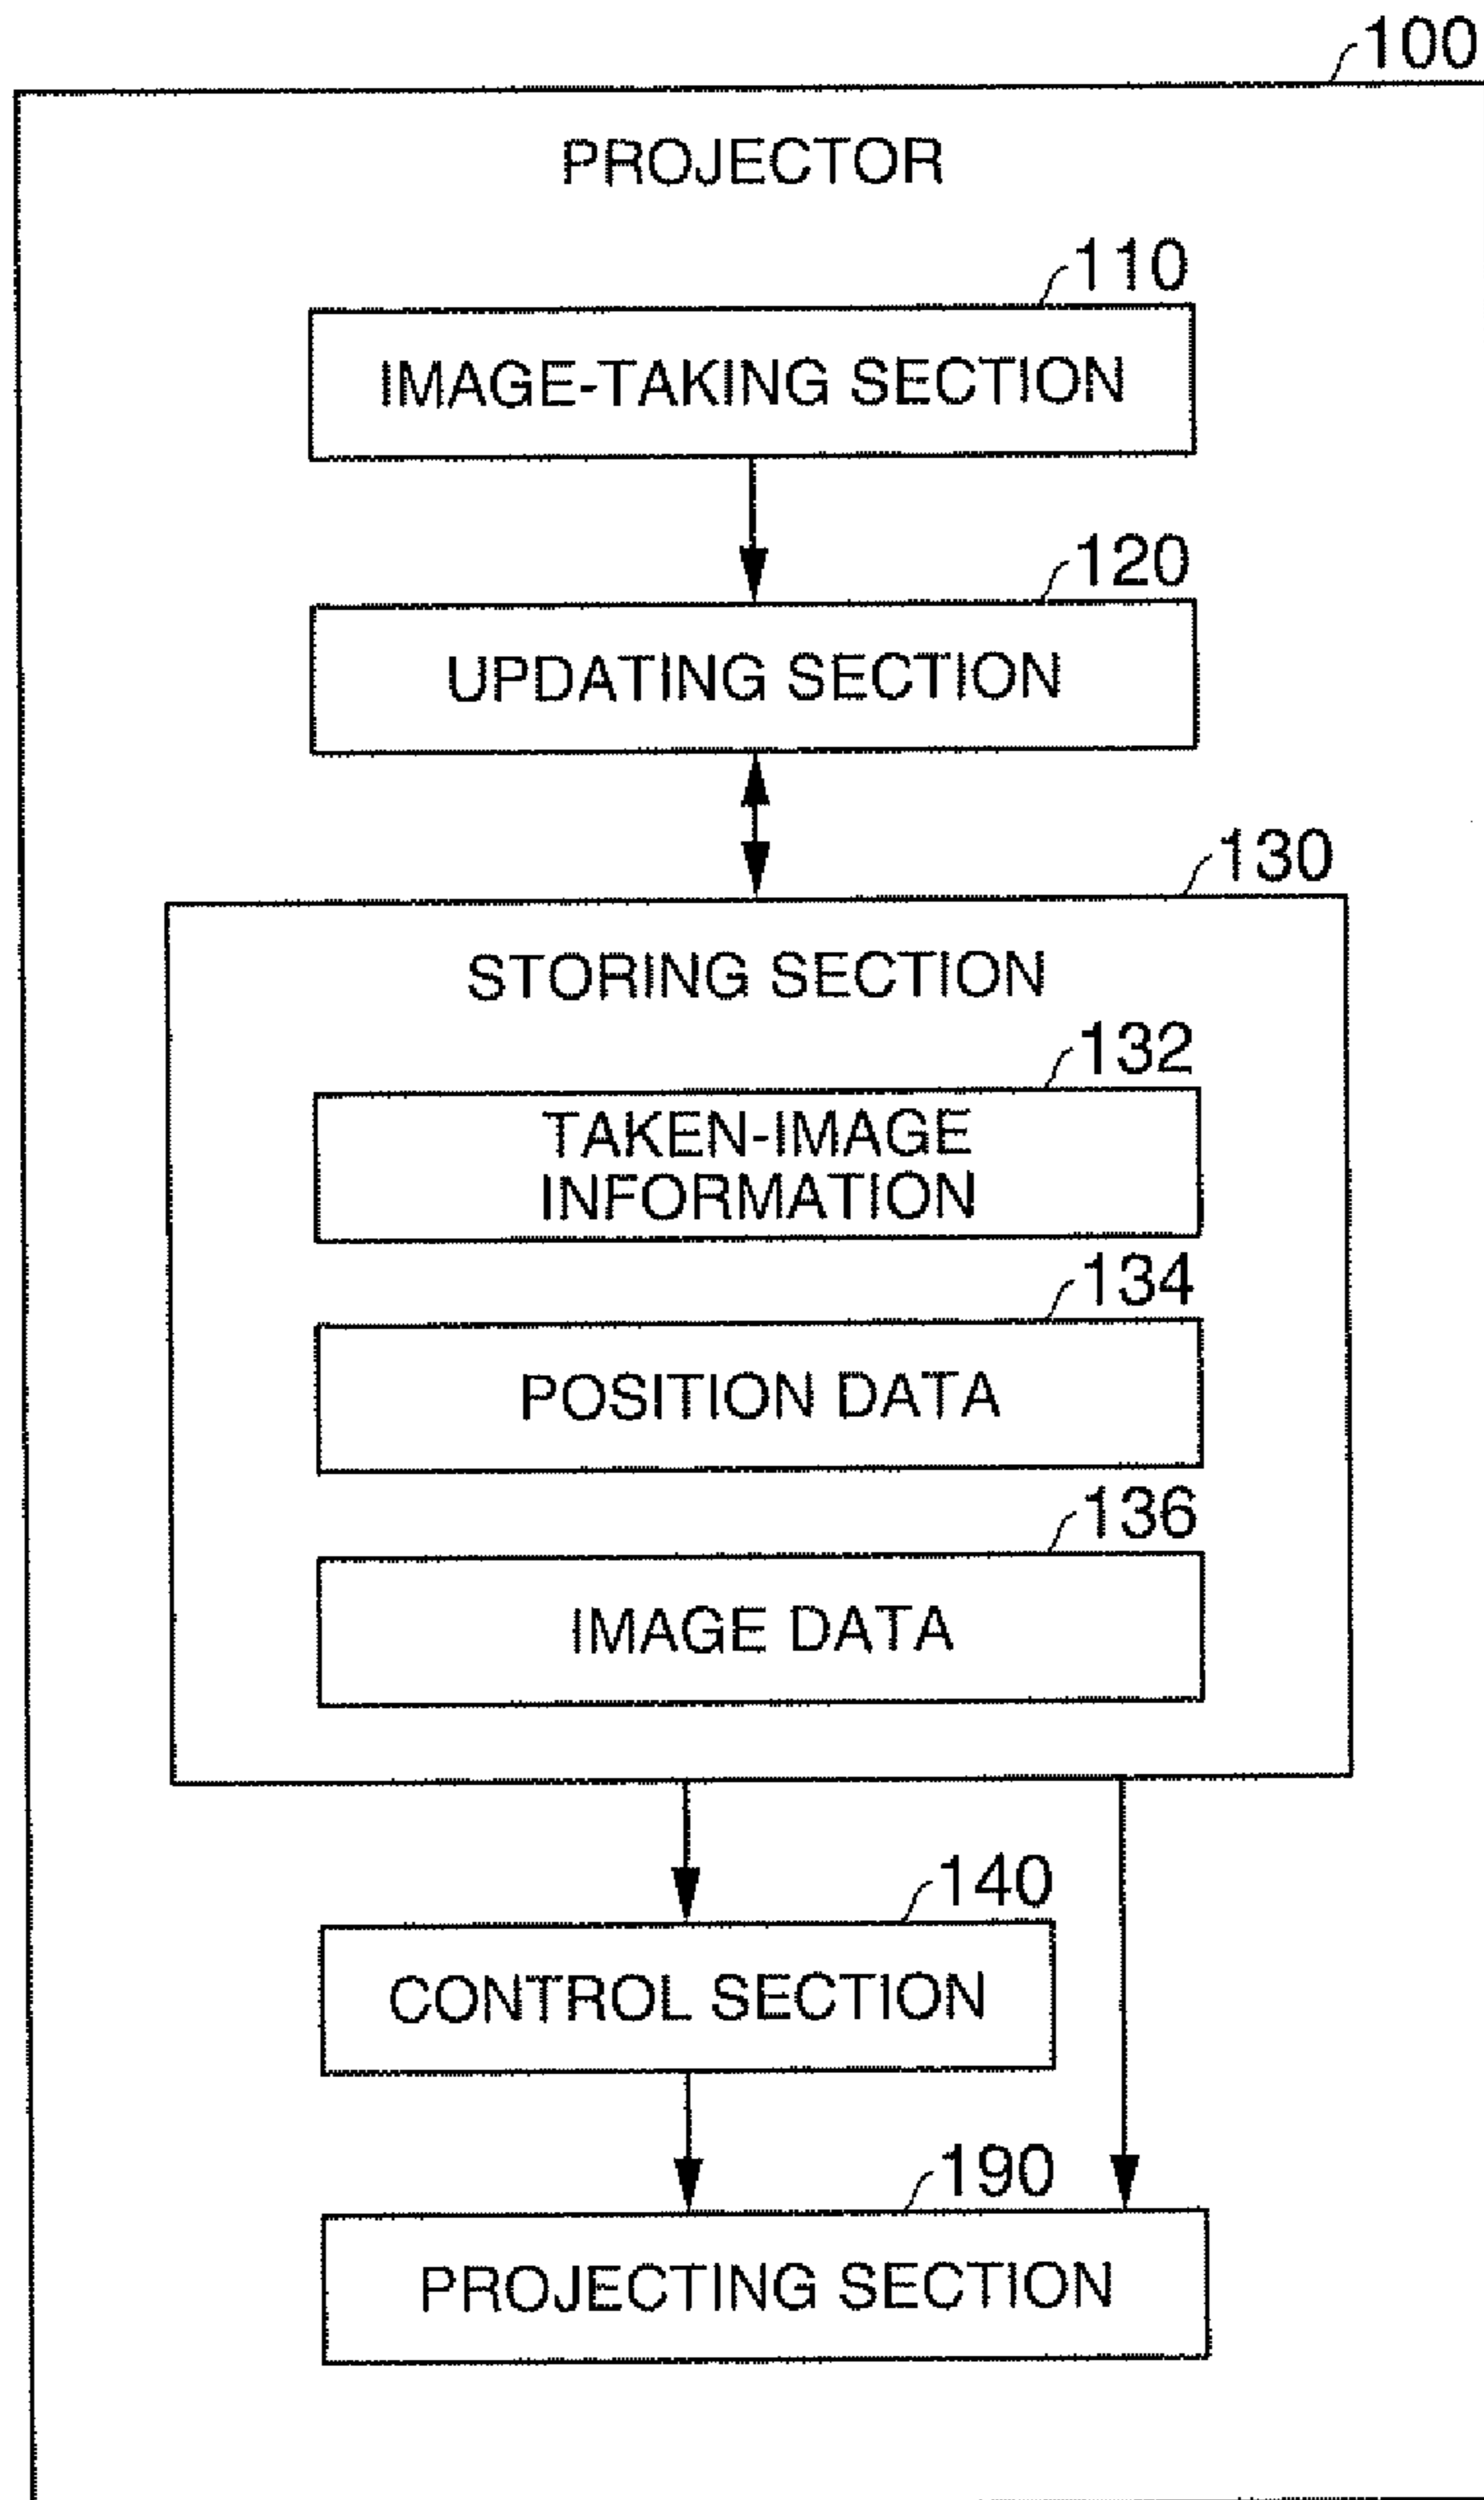 100
PROJECTOR
110
IMAGE-TAKING SECTION
120
UPDATING SECTION
130
STORING SECTION
132
TAKEN-IMAGE
INFORMATION
134
POSITION DATA
136
IMAGE DATA
140
CONTROL SECTION
190
PROJECTING SECTION